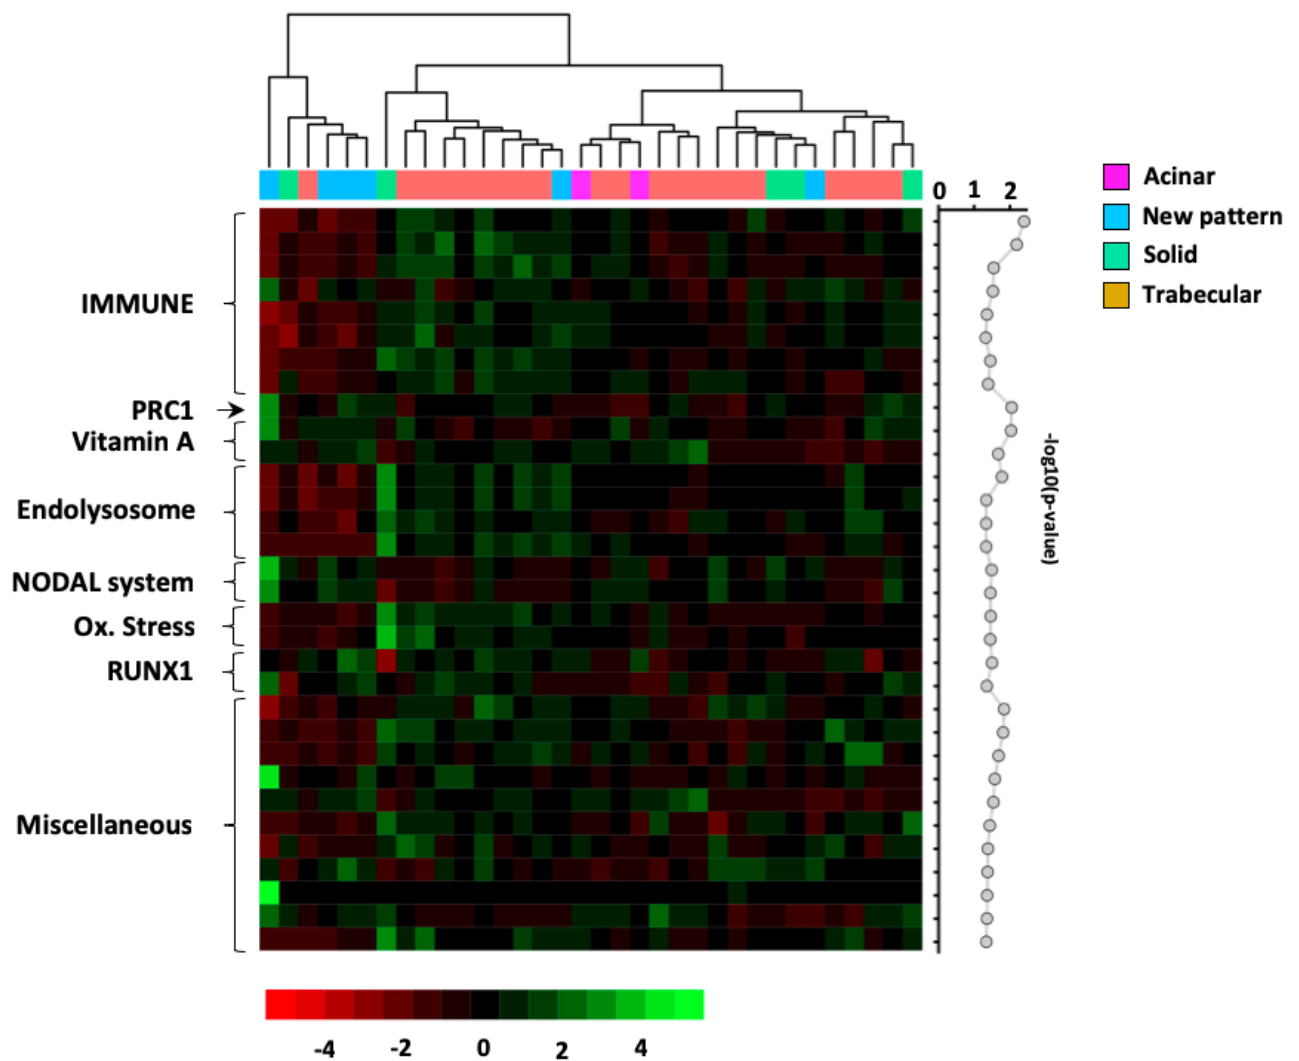 0 1 2
Acinar
New pattern
Solid
Trabecular
IMMUNE
PRC1
Vitamin A
Endolysosome
NODAL system
Ox. Stress
RUNX1
Miscellaneous
-log10(p-value)
-4 -2 0 2 4